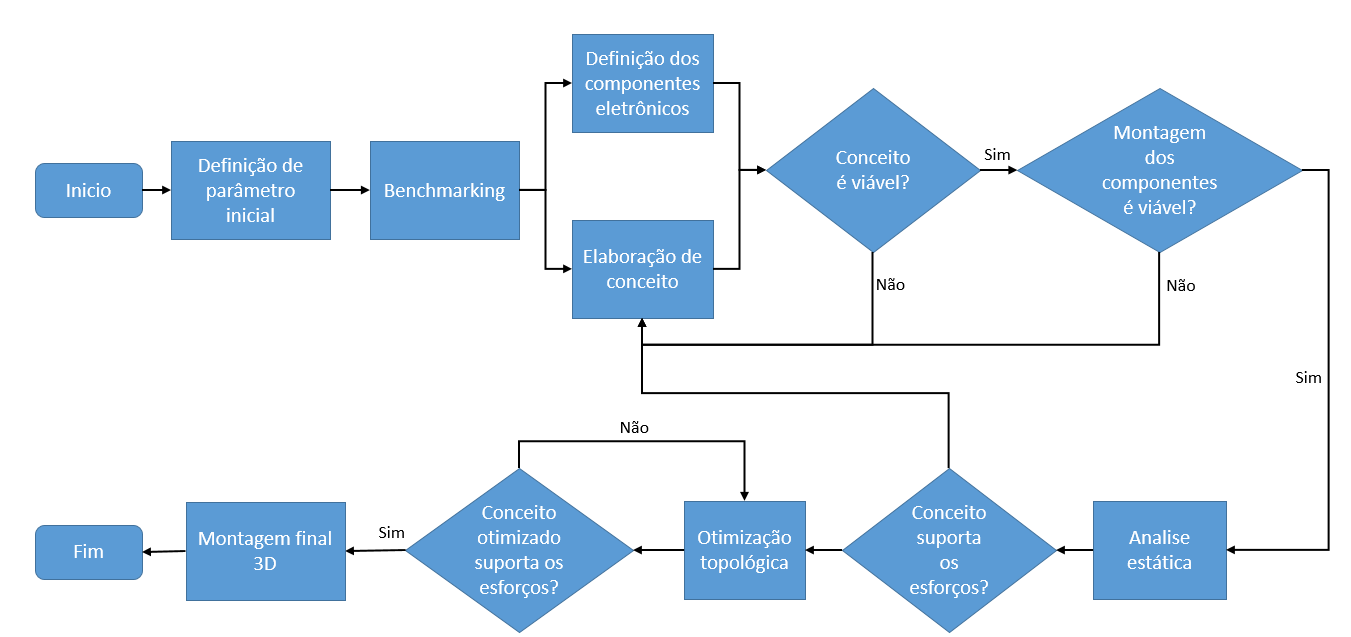 Inicio
Definição de
parâmetro
inicial
Benchmarking
Definição dos
componentes
eletrônicos
Elaboração de
conceito
Conceito
é viável?
Sim
Não
Montagem
dos
componentes
é viável?
Não
Sim
Analise
estática
Conceito
suporta
os
esforços?
Otimização
topológica
Não
Conceito
otimizado
suporta os
esforços?
Sim
Montagem final
3D
Fim